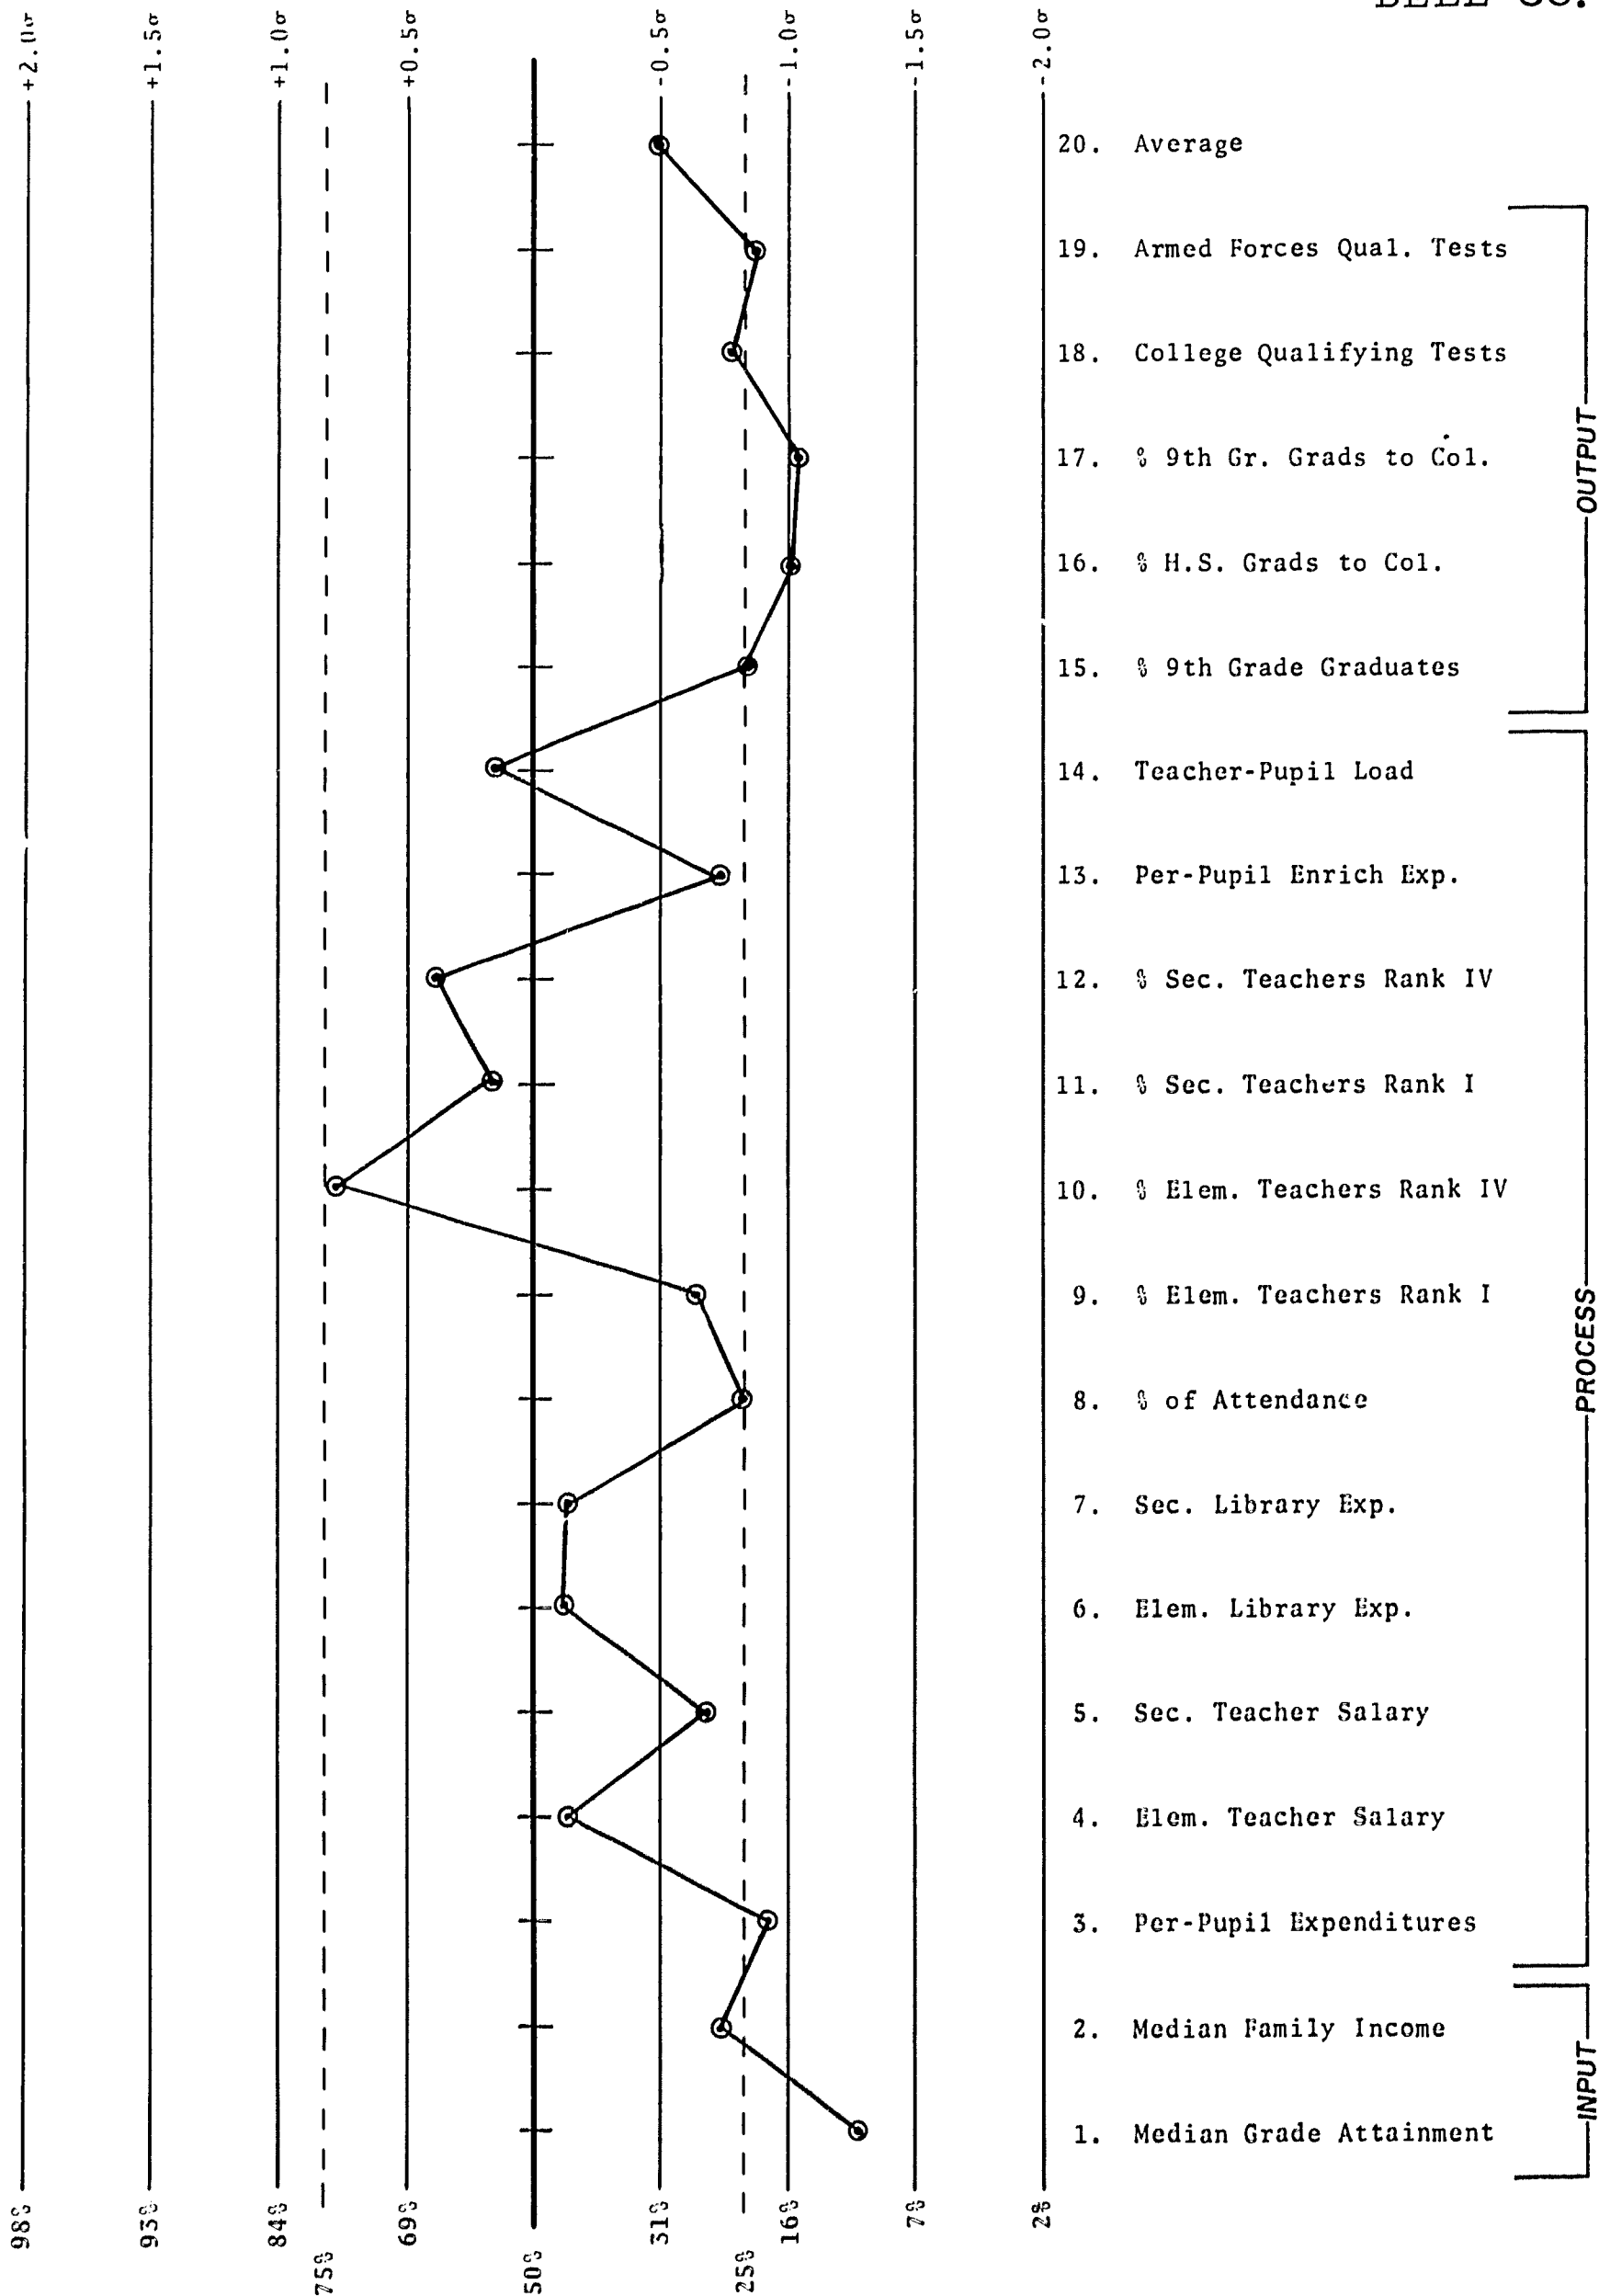 +2.0σ
+1.5σ
+1.0σ
+0.5σ
-0.5σ
-1.0σ
-1.5σ
-2.0σ
20. Average
19. Armed Forces Qual. Tests
18. College Qualifying Tests
17. % 9th Gr. Grads to Col.
16. % H.S. Grads to Col.
15. % 9th Grade Graduates
14. Teacher-Pupil Load
13. Per-Pupil Enrich Exp.
12. % Sec. Teachers Rank IV
11. % Sec. Teachers Rank I
10. % Elem. Teachers Rank IV
9. % Elem. Teachers Rank I
8. % of Attendance
7. Sec. Library Exp.
6. Elem. Library Exp.
5. Sec. Teacher Salary
4. Elem. Teacher Salary
3. Per-Pupil Expenditures
2. Median Family Income
1. Median Grade Attainment
OUTPUT
PROCESS
INPUT
98%
93%
84%
75%
69%
50%
31%
25%
16%
7%
2%